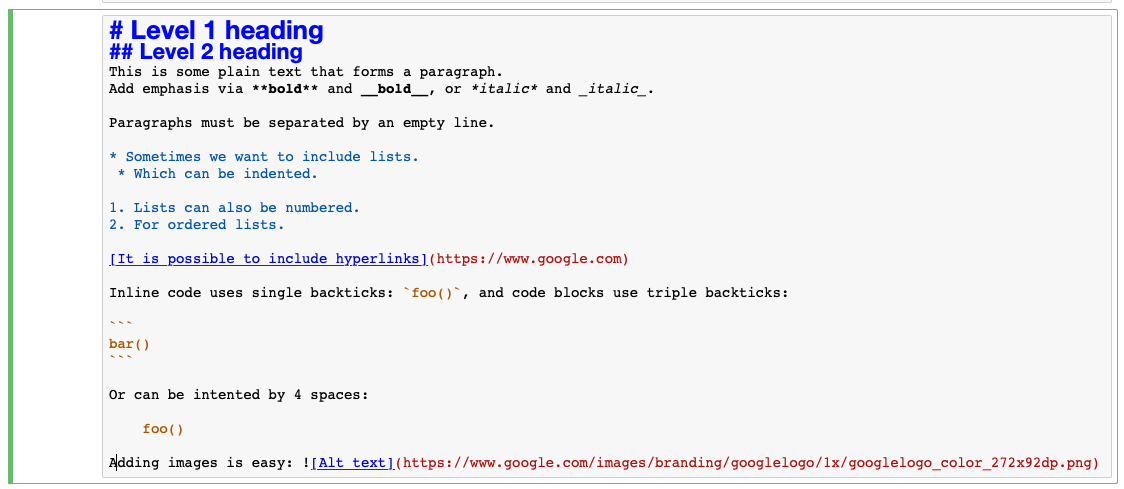 # Level 1 heading
## Level 2 heading
This is some plain text that forms a paragraph.
Add emphasis via **bold** and __bold__, or *italic* and _italic_.
Paragraphs must be separated by an empty line.
* Sometimes we want to include lists.
 * Which can be indented.
1. Lists can also be numbered.
2. For ordered lists.
[It is possible to include hyperlinks](https://www.google.com)
Inline code uses single backticks: `foo()`, and code blocks use triple backticks:
```
bar()
```
Or can be intented by 4 spaces:
    foo()
Adding images is easy: ![Alt text](https://www.google.com/images/branding/googlelogo/1x/googlelogo_color_272x92dp.png)